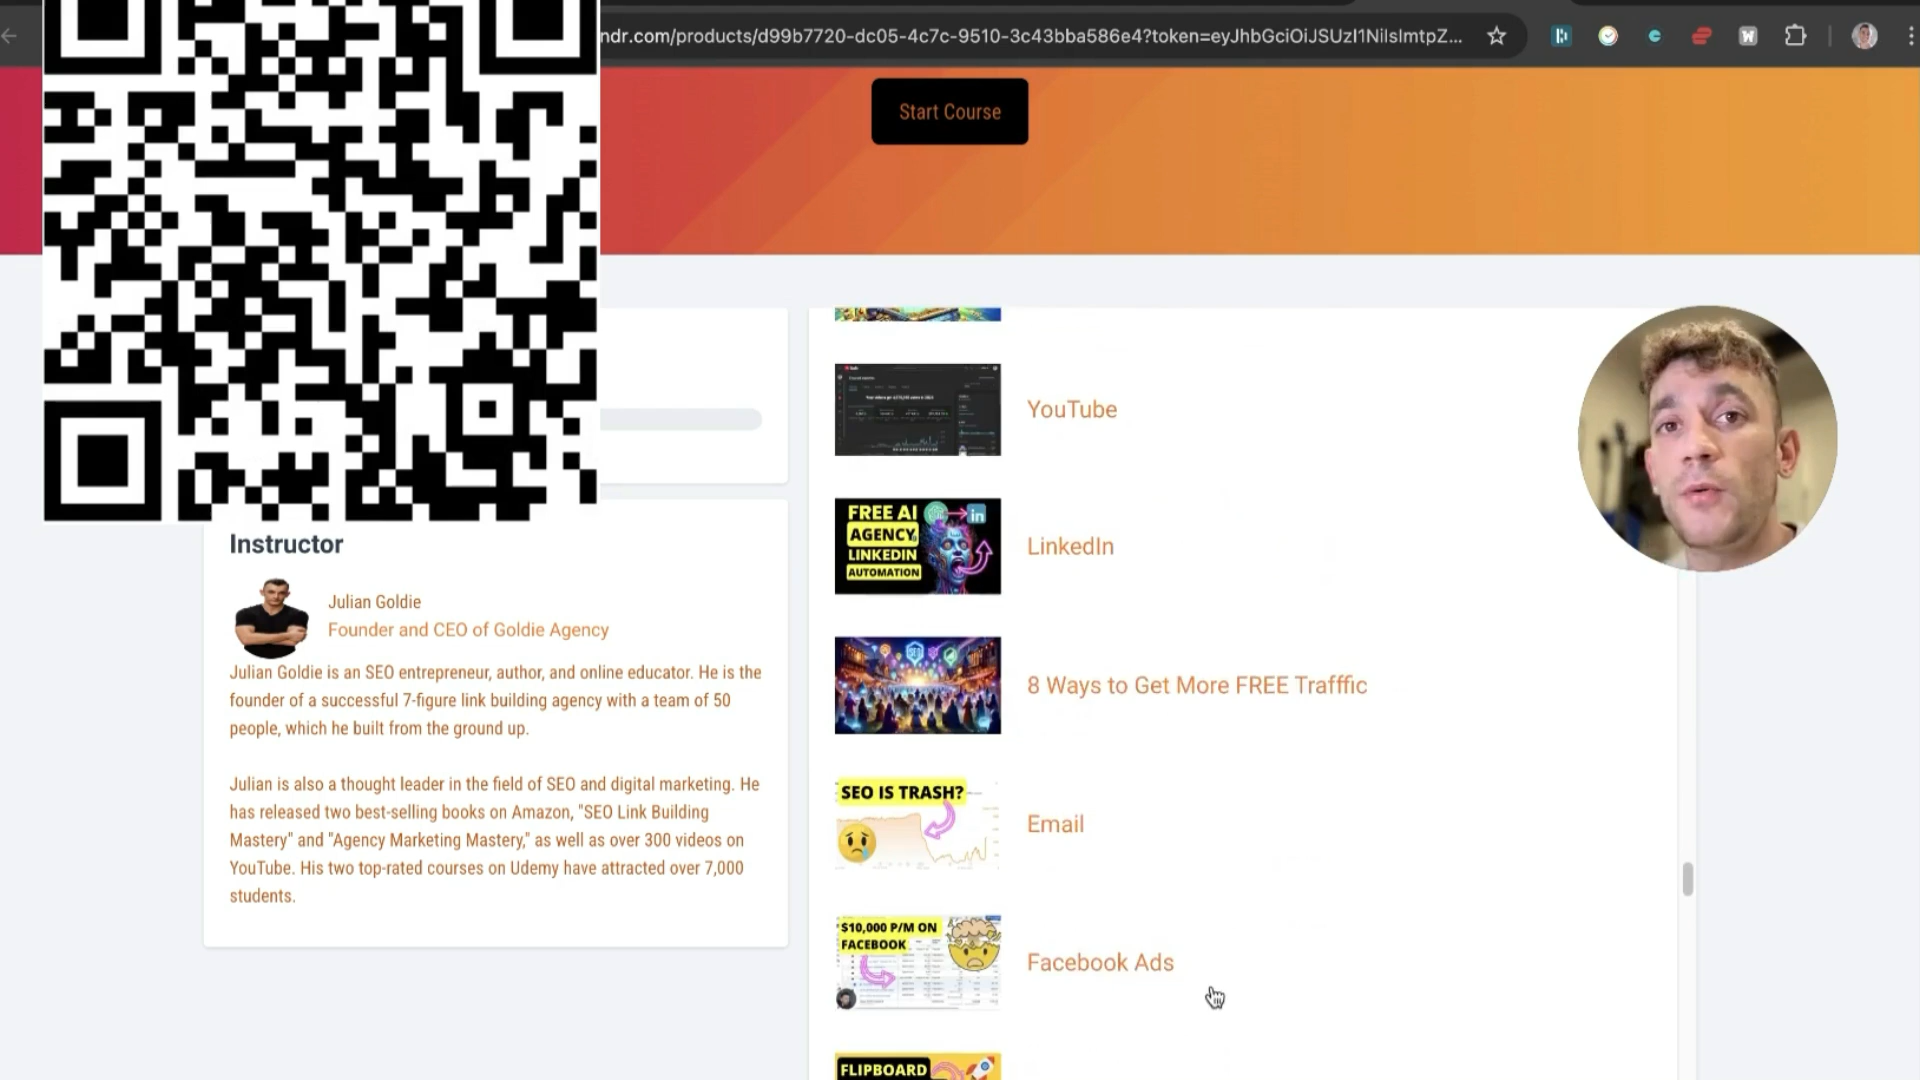 ndr.com/products/d99b7720-dc05-4c7c-9510-3c43bba586e4?token=eyJhbGciOiJSUzI1NiIsImtpZ...
Start Course
Instructor
Julian Goldie
Founder and CEO of Goldie Agency
Julian Goldie is an SEO entrepreneur, author, and online educator. He is the
founder of a successful 7-figure link building agency with a team of 50
people, which he built from the ground up.
Julian is also a thought leader in the field of SEO and digital marketing. He
has released two best-selling books on Amazon, "SEO Link Building
Mastery" and "Agency Marketing Mastery," as well as over 300 videos on
YouTube. His two top-rated courses on Udemy have attracted over 7,000
students.
YouTube
FREE AI
AGENCY
LINKEDIN
AUTOMATION
in
LinkedIn
SEO
8 Ways to Get More FREE Trafffic
SEO IS TRASH?
Email
$10,000 P/M ON
FACEBOOK
Facebook Ads
FLIPBOARD